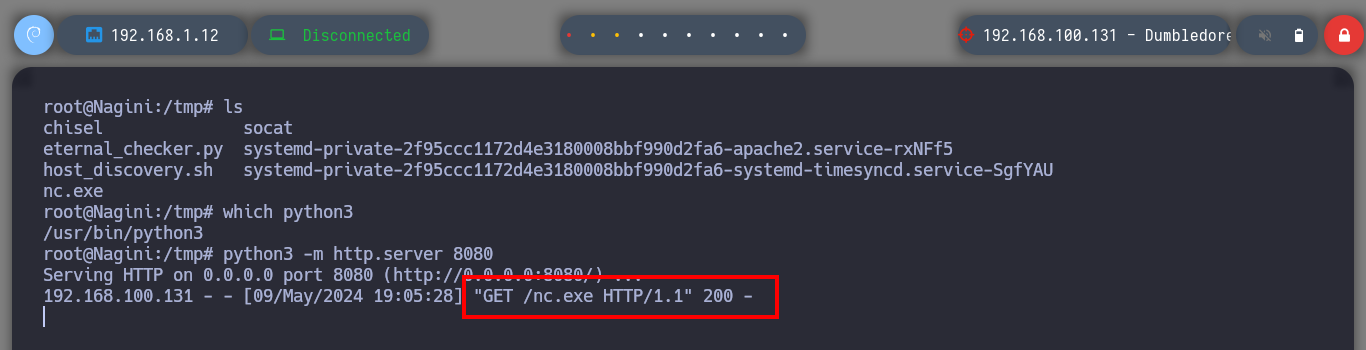 192.168.1.12 Disconnected 192.168.100.131 - Dumbledore
root@Nagini:/tmp# ls
chisel socat
eternal_checker.py systemd-private-2f95ccc1172d4e3180008bbf990d2fa6-apache2.service-rxNFf5
host_discovery.sh systemd-private-2f95ccc1172d4e3180008bbf990d2fa6-systemd-timesyncd.service-SgfYAU
nc.exe
root@Nagini:/tmp# which python3
/usr/bin/python3
root@Nagini:/tmp# python3 -m http.server 8080
Serving HTTP on 0.0.0.0 port 8080 (http://0.0.0.0:8080/) ...
192.168.100.131 - - [09/May/2024 19:05:28] "GET /nc.exe HTTP/1.1" 200 -